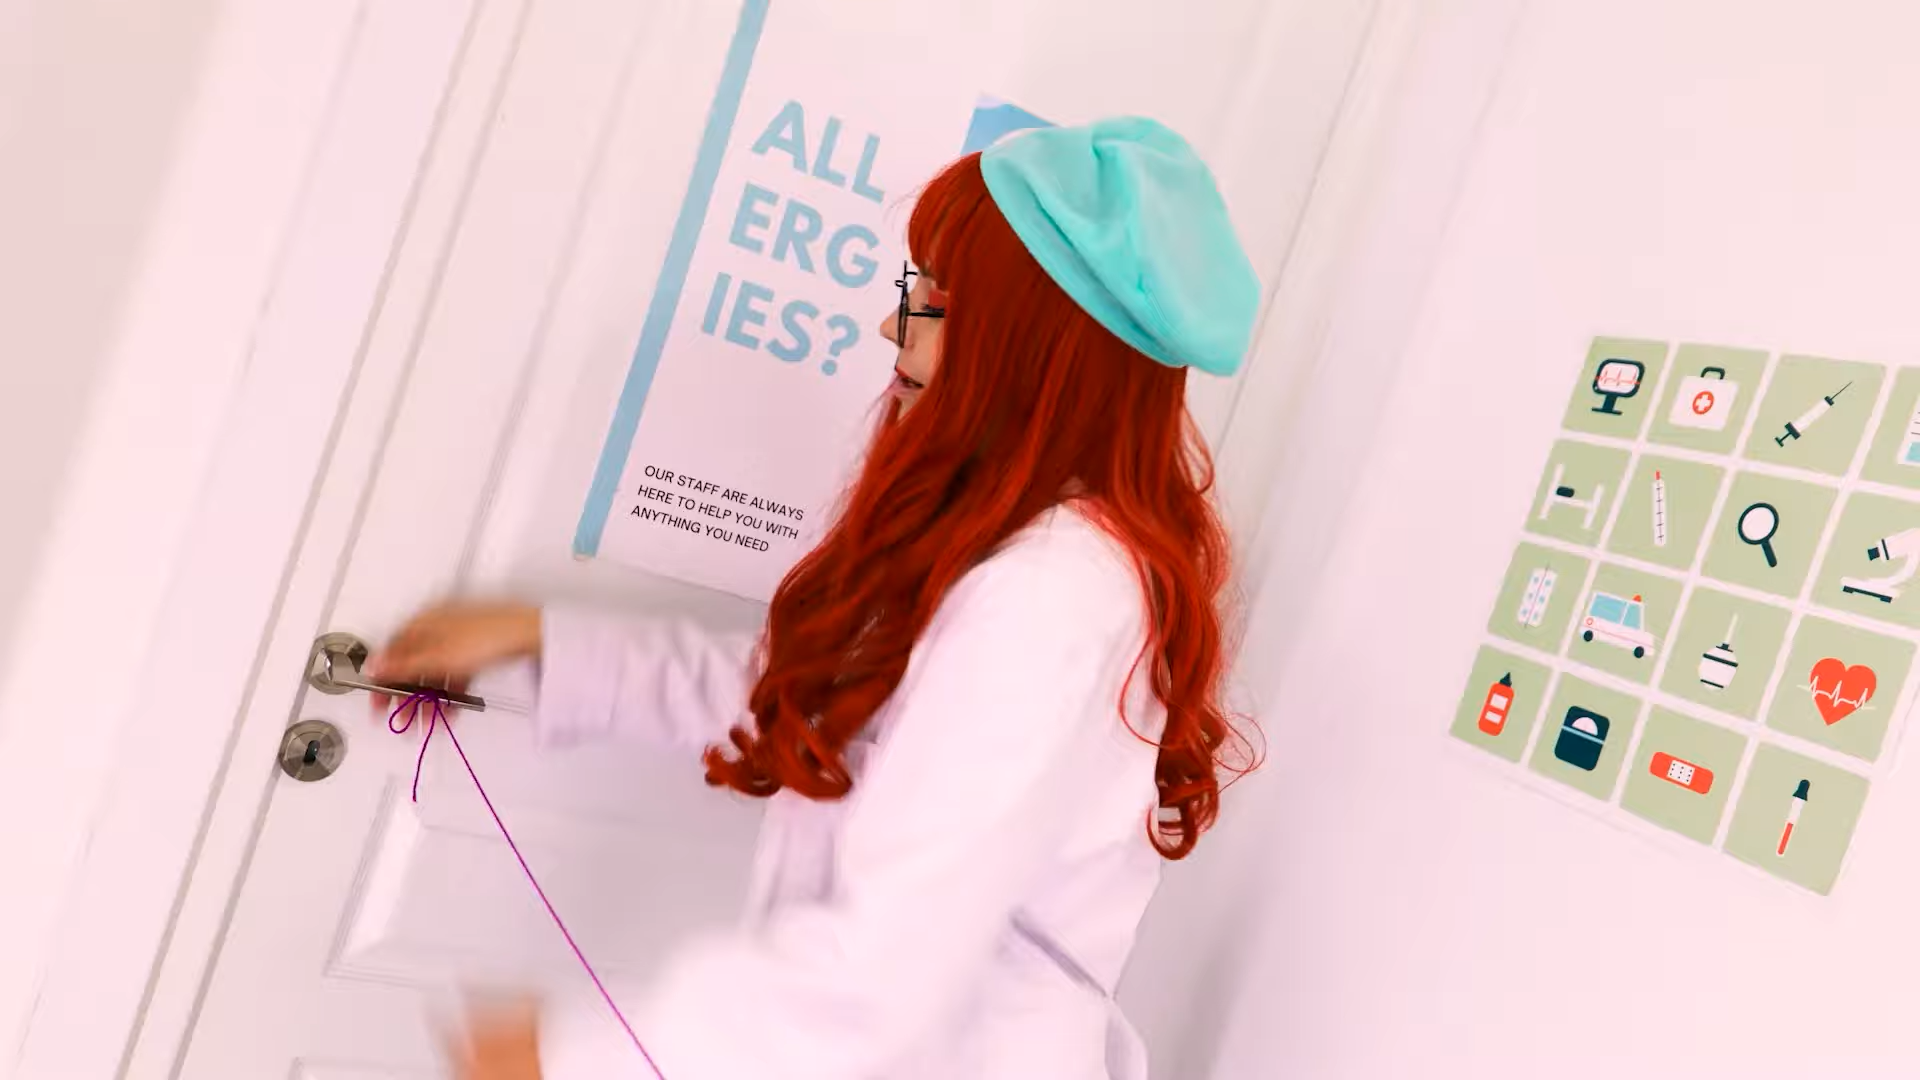 ALL
ERG
IES?
OUR STAFF ARE ALWAYS
HERE TO HELP YOU WITH
ANYTHING YOU NEED